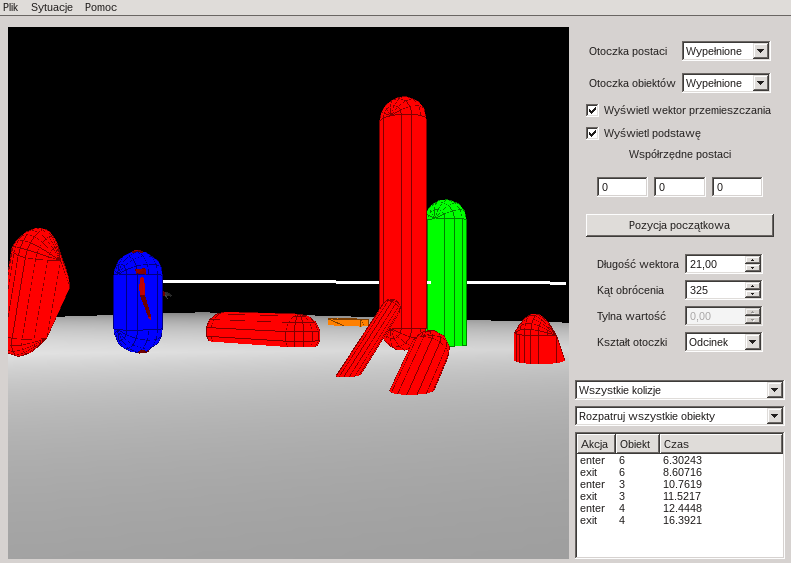 Plik Sytuacje Pomoc
Otoczka postaci Wypełnione
Otoczka obiektów Wypełnione
Wyświetl wektor przemieszczania
Wyświetl podstawę
Współrzędne postaci
0 0 0
Pozycja początkowa
Długość wektora 21,00
Kąt obrócenia 325
Tylna wartość 0,00
Kształt otoczki Odcinek
Wszystkie kolizje
Rozpatruj wszystkie obiekty
Akcja Obiekt Czas
enter 6 6.30243
exit 6 8.60716
enter 3 10.7619
exit 3 11.5217
enter 4 12.4448
exit 4 16.3921